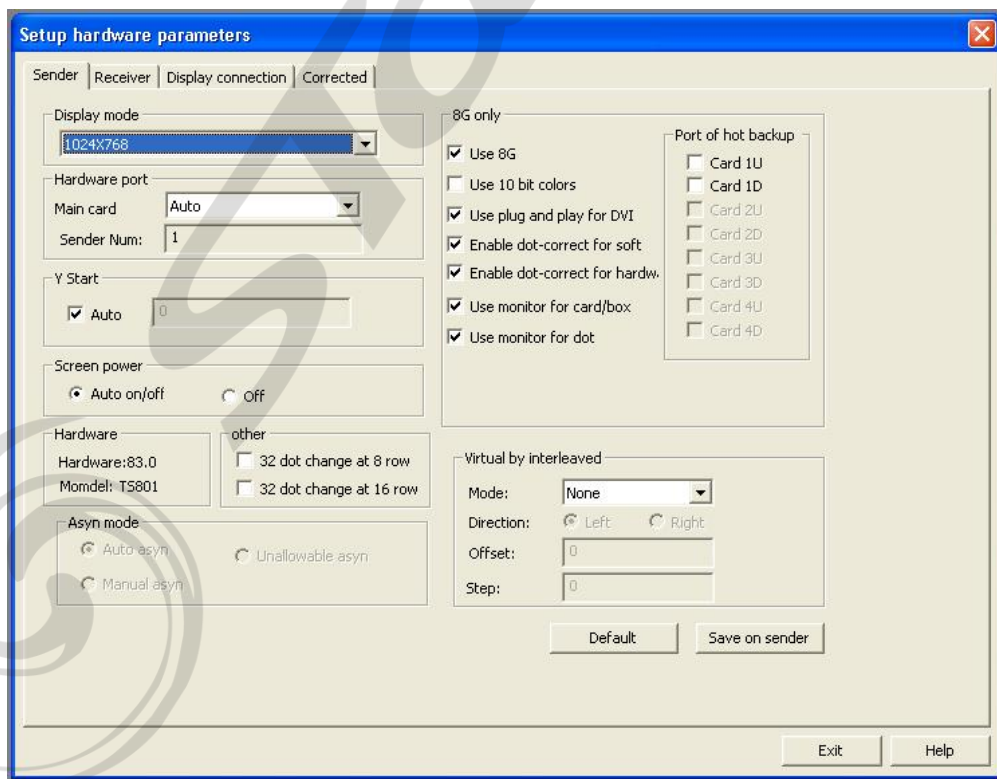 Setup hardware parameters
Sender Receiver Display connection Corrected
Display mode
1024X768
Hardware port
Main card Auto
Sender Num: 1
Y Start
Auto 0
Screen power
Auto on/off Off
Hardware
Hardware:83.0
Momdel: TS801
other
32 dot change at 8 row
32 dot change at 16 row
Asyn mode
Auto asyn Unallowable asyn
Manual asyn
8G only
Use 8G
Use 10 bit colors
Use plug and play for DVI
Enable dot-correct for soft
Enable dot-correct for hardw.
Use monitor for card/box
Use monitor for dot
Port of hot backup
Card 1U
Card 1D
Card 2U
Card 2D
Card 3U
Card 3D
Card 4U
Card 4D
Virtual by interleaved
Mode: None
Direction: Left Right
Offset: 0
Step: 0
Default Save on sender
Exit Help